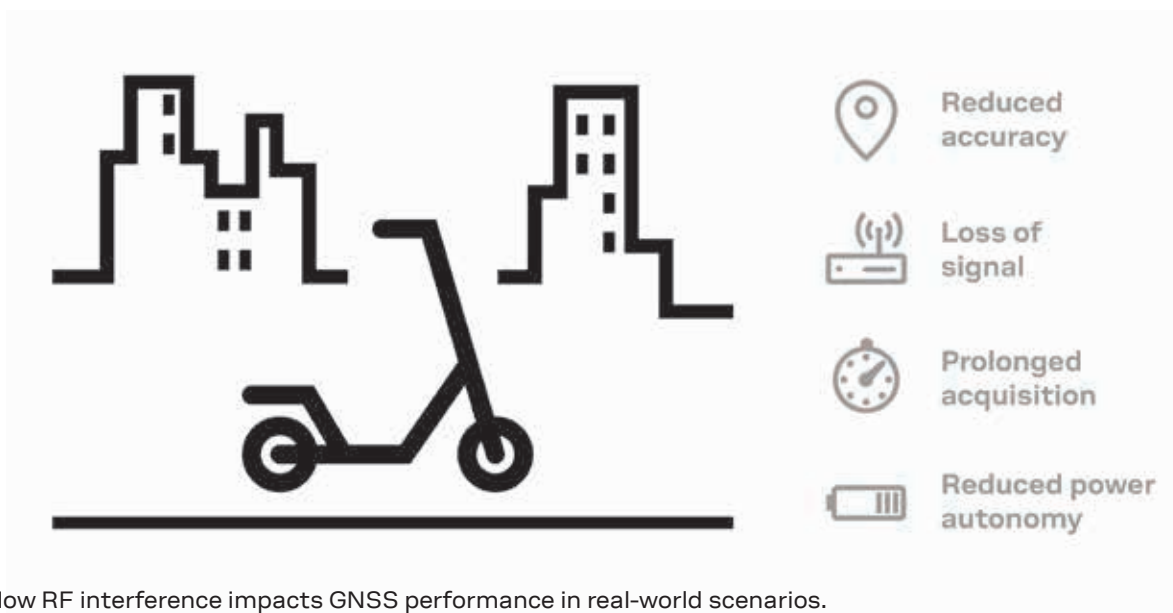 Reduced
accuracy
Loss of
signal
Prolonged
acquisition
Reduced power
autonomy
RF interference impacts GNSS performance in real-world scenarios.